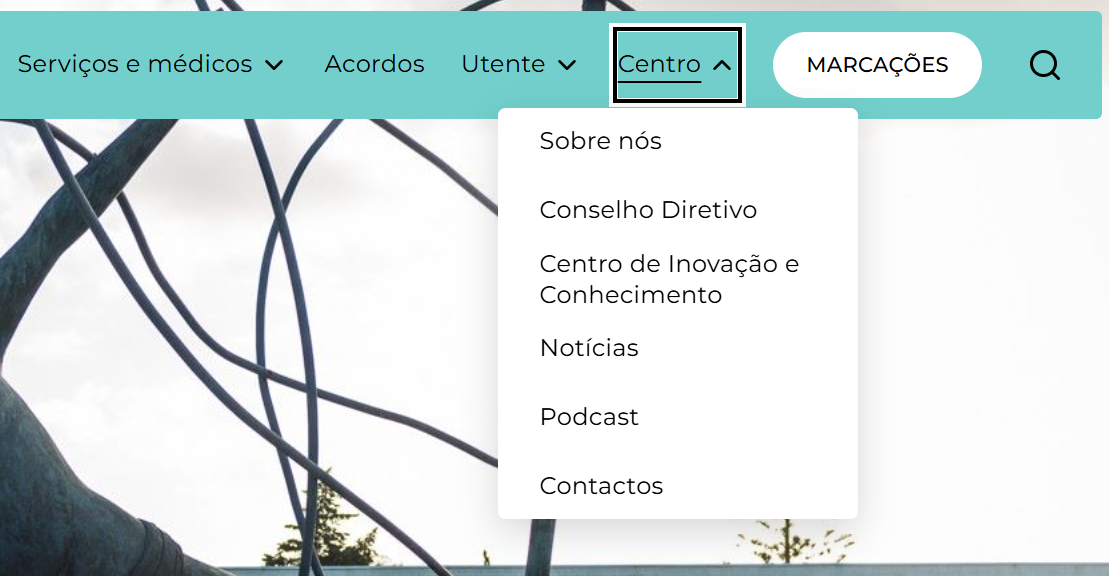 Serviços e médicos
Acordos
Utente
Centro
MARCAÇÕES
Sobre nós
Conselho Diretivo
Centro de Inovação e
Conhecimento
Notícias
Podcast
Contactos